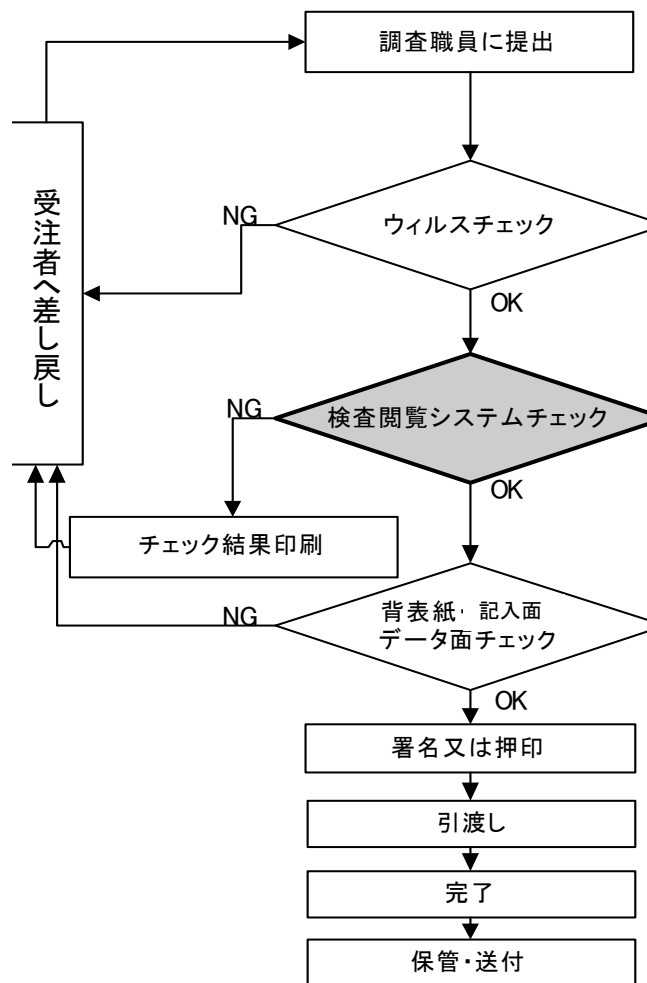 調査職員に提出
受注者へ差し戻し
NG
ウィルスチェック
OK
NG
検査閲覧システムチェック
OK
チェック結果印刷
NG
背表紙・記入面
データ面チェック
OK
署名又は押印
引渡し
完了
保管・送付